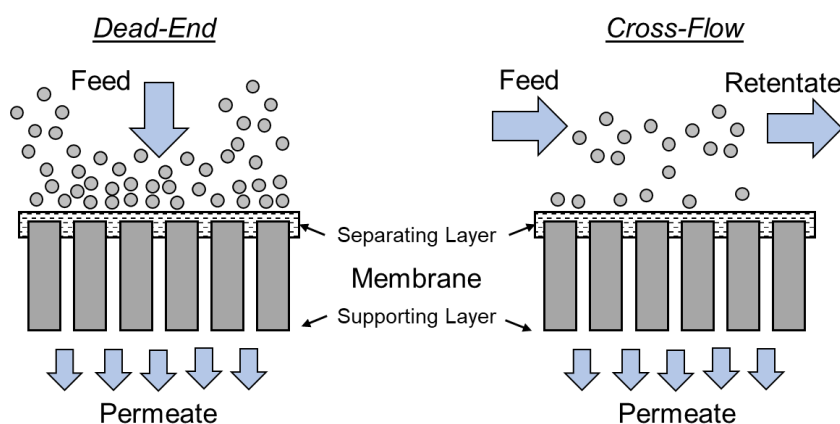 Dead-End
Cross-Flow
Feed
Feed
Retentate
Separating Layer
Membrane
Supporting Layer
Permeate
Permeate